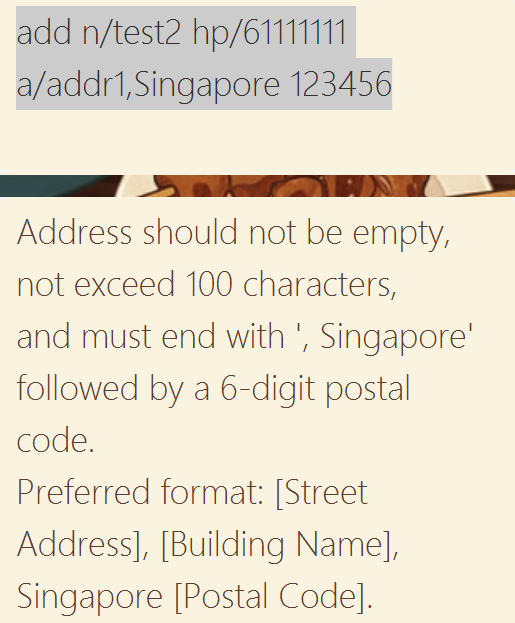 add n/test2 hp/61111111
a/addr1,Singapore 123456
Address should not be empty,
not exceed 100 characters,
and must end with ', Singapore'
followed by a 6-digit postal
code.
Preferred format: [Street
Address], [Building Name],
Singapore [Postal Code].